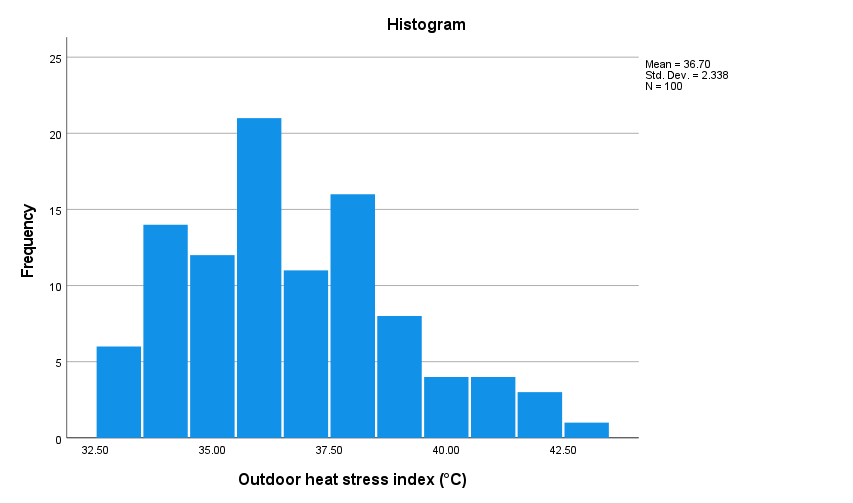 Histogram
25
20
15
10
5
0
Frequency
32.50 35.00 37.50 40.00 42.50
Outdoor heat stress index (°C)
Mean = 36.70
Std. Dev. = 2.338
N = 100